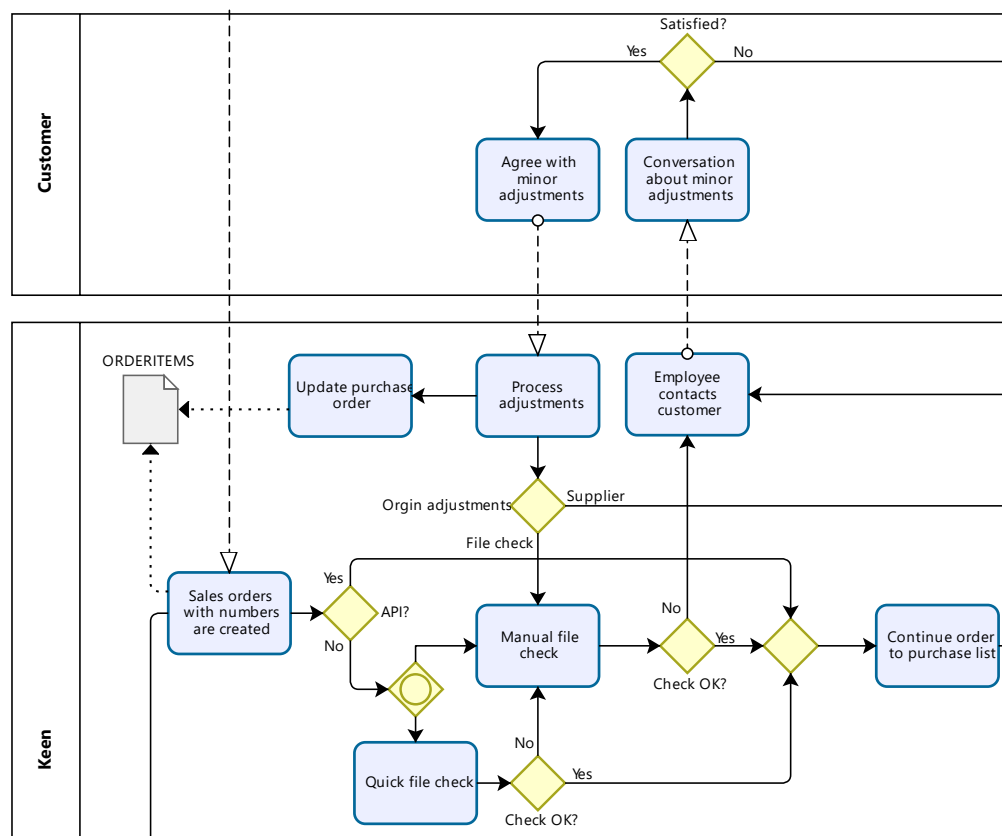 Customer
Satisfied?
Yes
No
Agree with
minor
adjustments
Conversation
about minor
adjustments
Keen
ORDERITEMS
Update purchase
order
Process
adjustments
Employee
contacts
customer
Orgin adjustments
Supplier
File check
Yes
API?
No
Sales orders
with numbers
are created
Manual file
check
No
Yes
Check OK?
Continue order
to purchase list
Quick file check
No
Yes
Check OK?